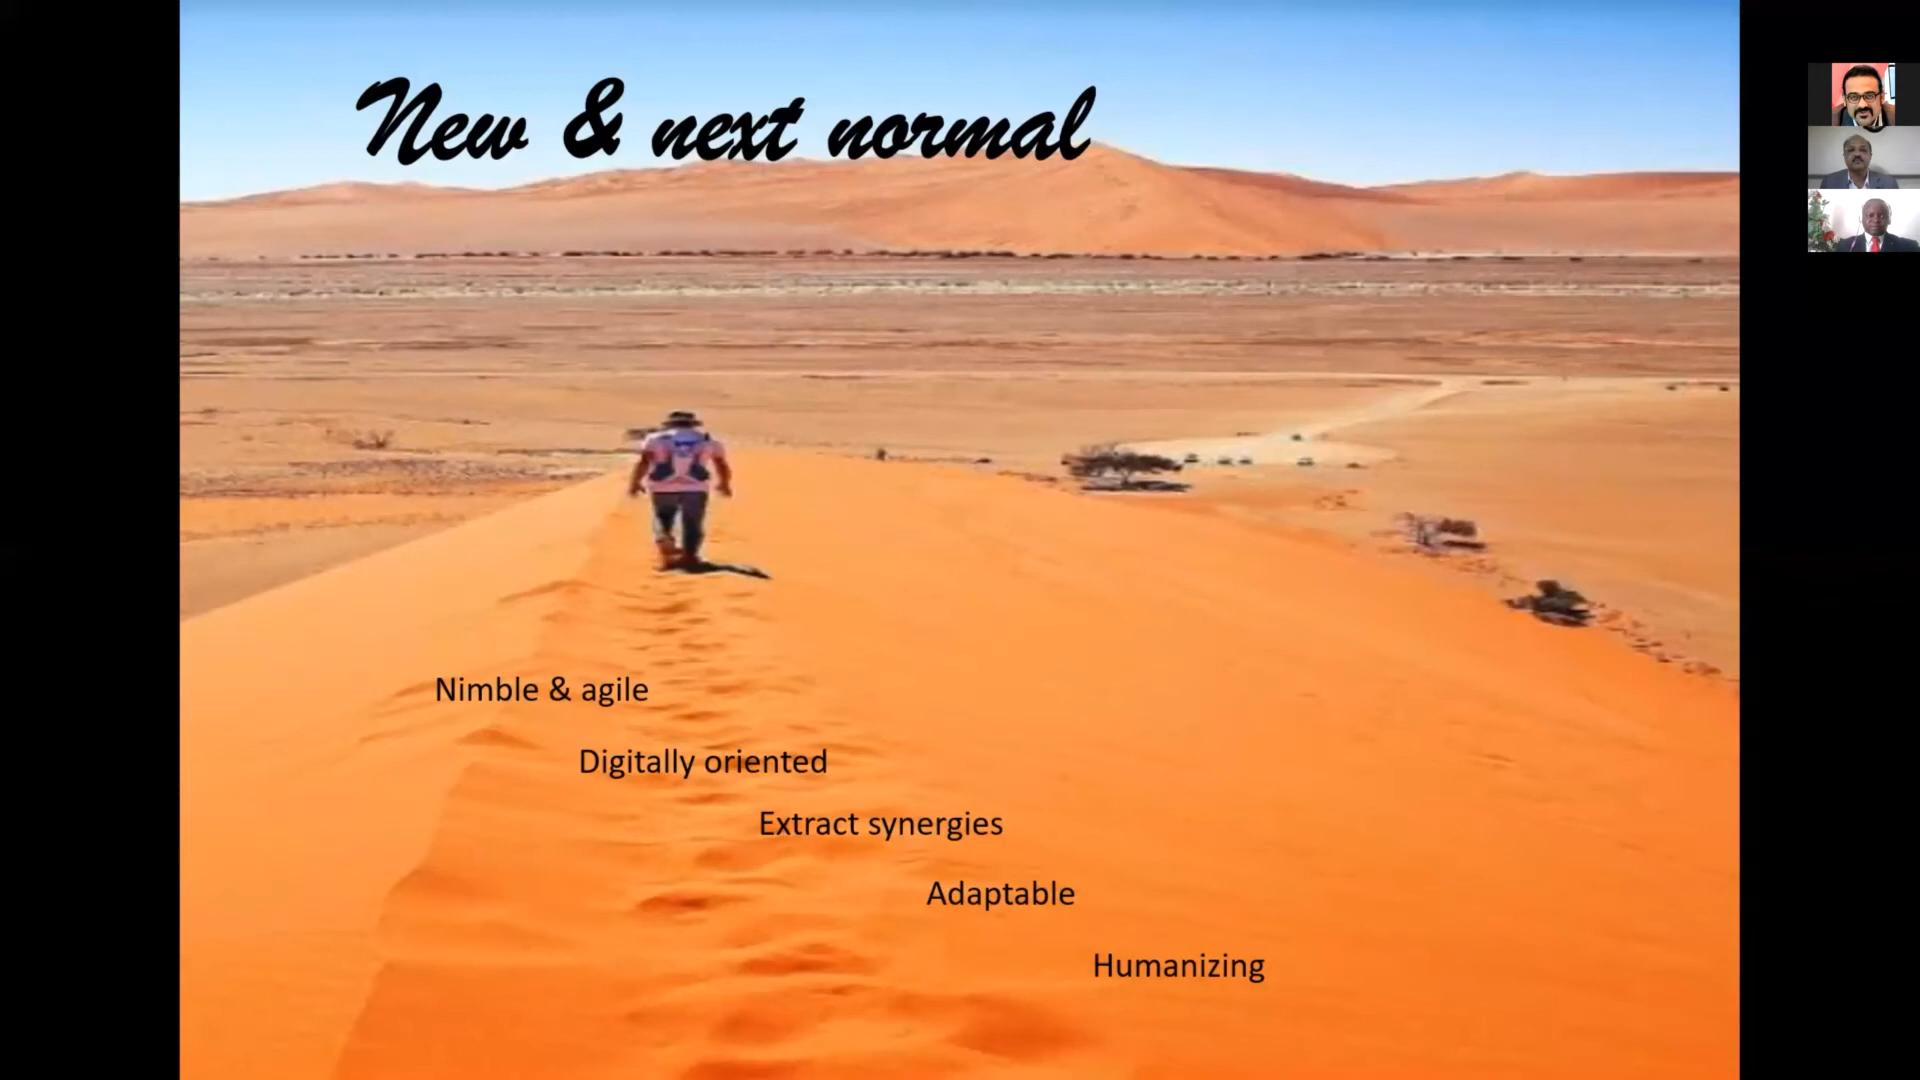 New & next normal
Nimble & agile
Digitally oriented
Extract synergies
Adaptable
Humanizing